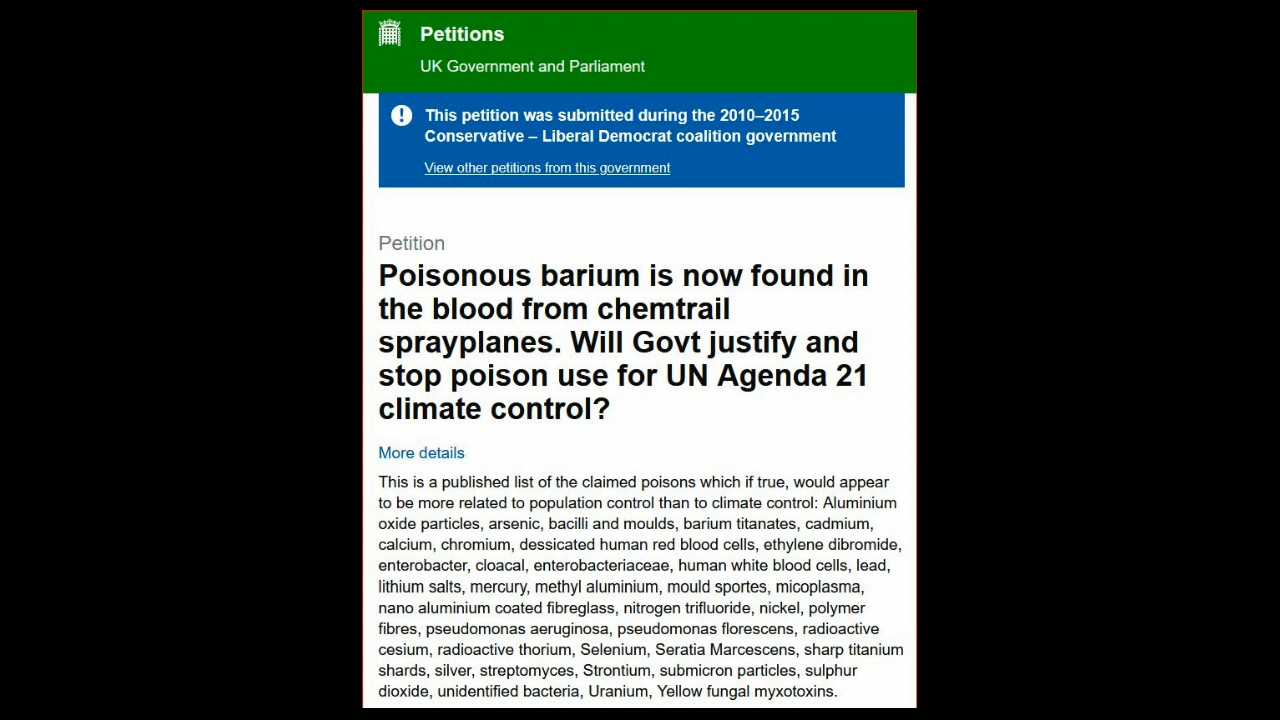 Petitions
UK Government and Parliament
This petition was submitted during the 2010–2015
Conservative – Liberal Democrat coalition government
View other petitions from this government
Petition
Poisonous barium is now found in
the blood from chemtrail
sprayplanes. Will Govt justify and
stop poison use for UN Agenda 21
climate control?
More details
This is a published list of the claimed poisons which if true, would appear
to be more related to population control than to climate control: Aluminium
oxide particles, arsenic, bacilli and moulds, barium titanates, cadmium,
calcium, chromium, dessicated human red blood cells, ethylene dibromide,
enterobacter, cloacal, enterobacteriaceae, human white blood cells, lead,
lithium salts, mercury, methyl aluminium, mould sportes, micoplasma,
nano aluminium coated fibreglass, nitrogen trifluoride, nickel, polymer
fibres, pseudomonas aeruginosa, pseudomonas florescens, radioactive
cesium, radioactive thorium, Selenium, Seratia Marcescens, sharp titanium
shards, silver, streptomyces, Strontium, submicron particles, sulphur
dioxide, unidentified bacteria, Uranium, Yellow fungal myxotoxins.